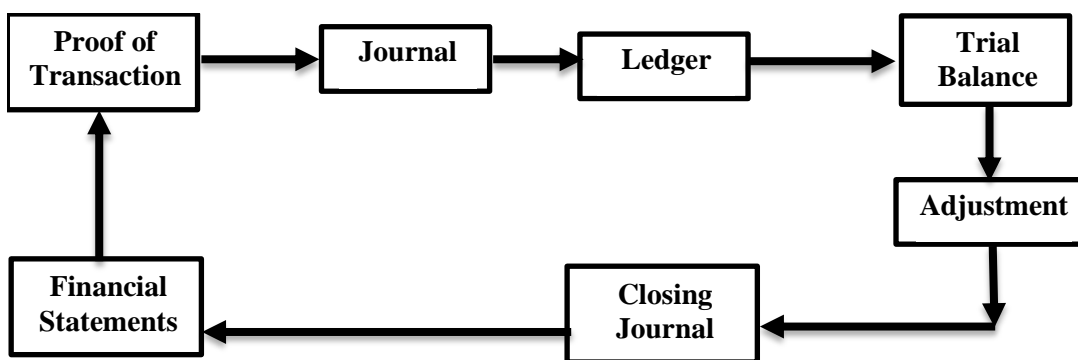 Proof of
Transaction
Journal
Ledger
Trial
Balance
Adjustment
Closing
Journal
Financial
Statements